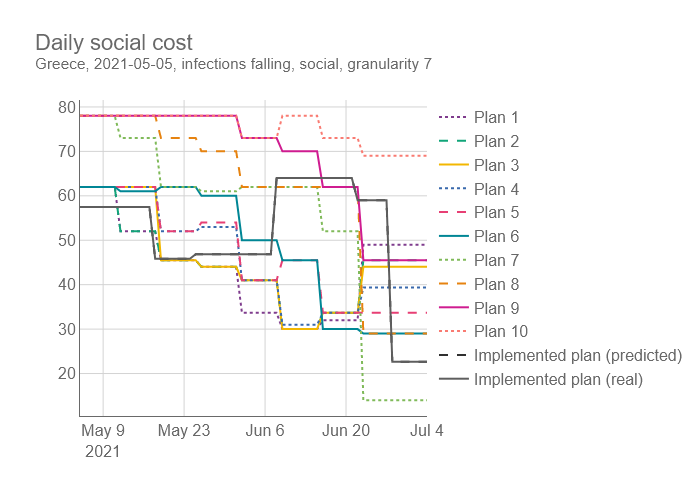 Daily social cost
Greece, 2021-05-05, infections falling, social, granularity 7
80
70
60
50
40
30
20
May 9
2021
May 23
Jun 6
Jun 20
Jul 4
Plan 1
Plan 2
Plan 3
Plan 4
Plan 5
Plan 6
Plan 7
Plan 8
Plan 9
Plan 10
Implemented plan (predicted)
Implemented plan (real)